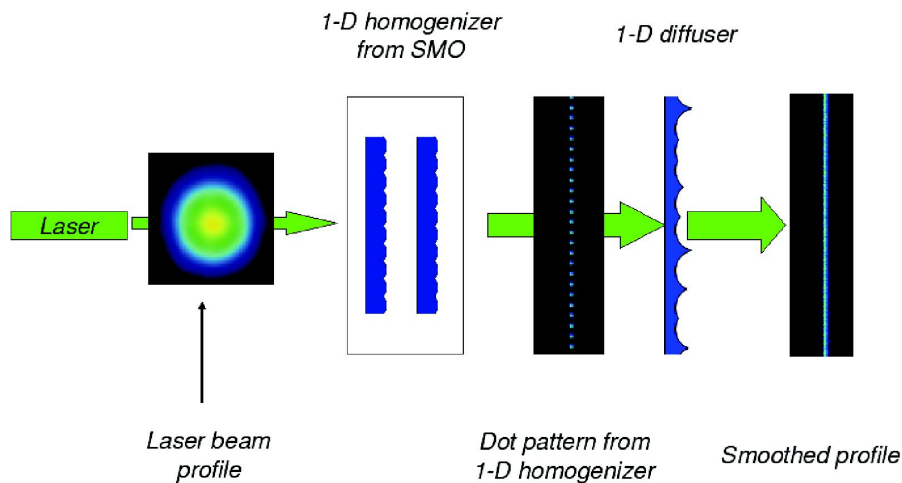 1-D homogenizer
from SMO
1-D diffuser
Laser
Laser beam
profile
Dot pattern from
1-D homogenizer
Smoothed profile